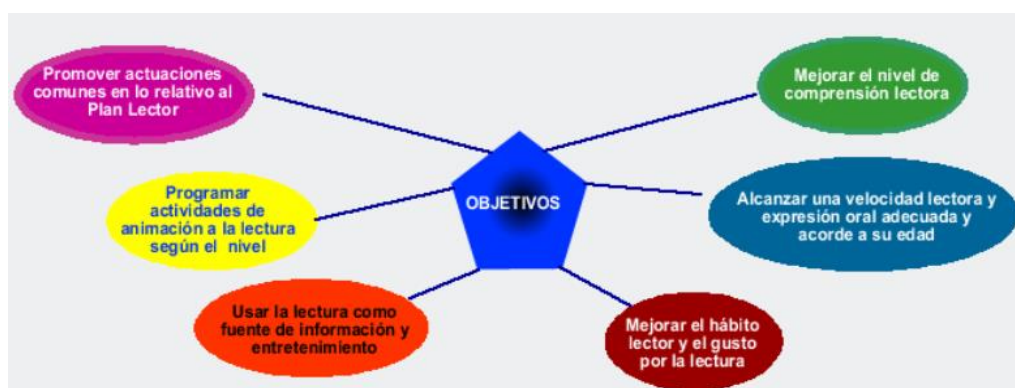 Promover actuaciones
comunes en lo relativo al
Plan Lector
Mejorar el nivel de
comprensión lectora
Programar
actividades de
animación a la lectura
según el nivel
OBJETIVOS
Alcanzar una velocidad lectora y
expresión oral adecuada y
acorde a su edad
Usar la lectura como
fuente de información y
entretenimiento
Mejorar el hábito
lector y el gusto
por la lectura